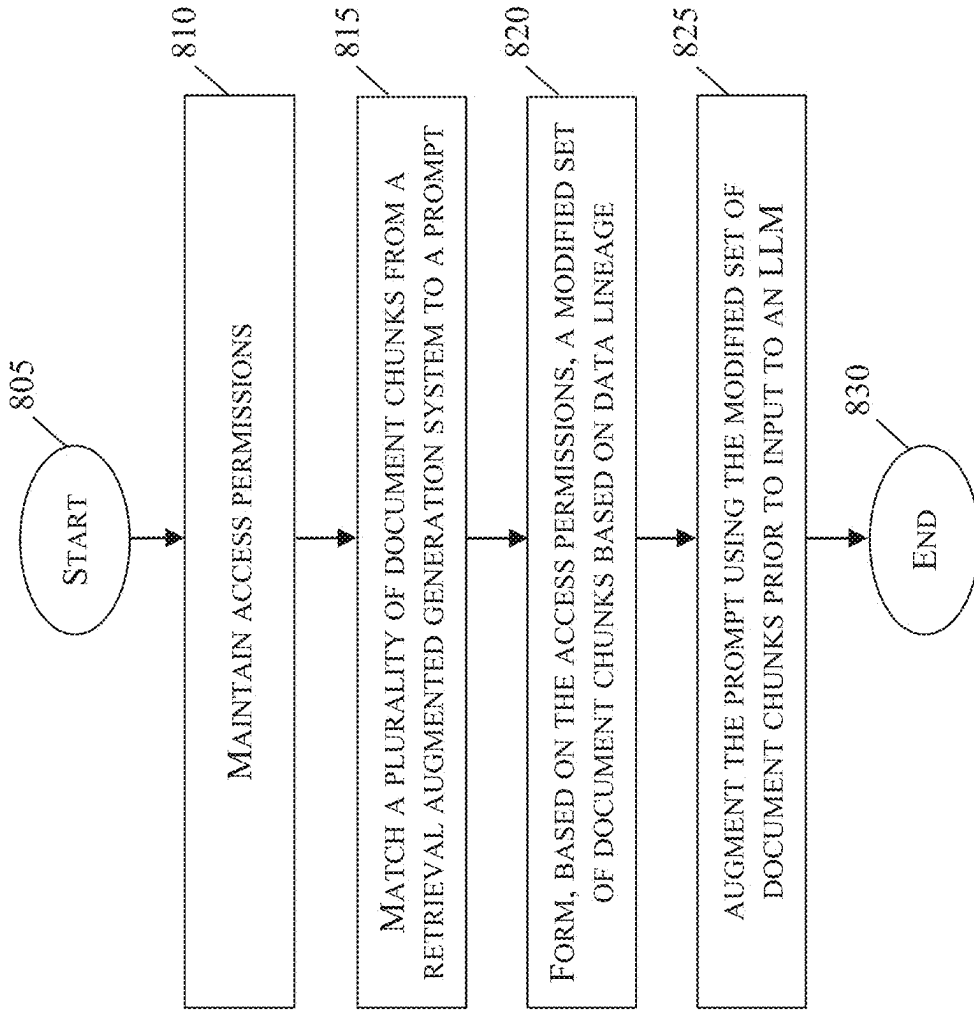 805
START
810
MAINTAIN ACCESS PERMISSIONS
815
MATCH A PLURALITY OF DOCUMENT CHUNKS FROM A
RETRIEVAL AUGMENTED GENERATION SYSTEM TO A PROMPT
820
FORM, BASED ON THE ACCESS PERMISSIONS, A MODIFIED SET
OF DOCUMENT CHUNKS BASED ON DATA LINEAGE
825
AUGMENT THE PROMPT USING THE MODIFIED SET OF
DOCUMENT CHUNKS PRIOR TO INPUT TO AN LLM
830
END